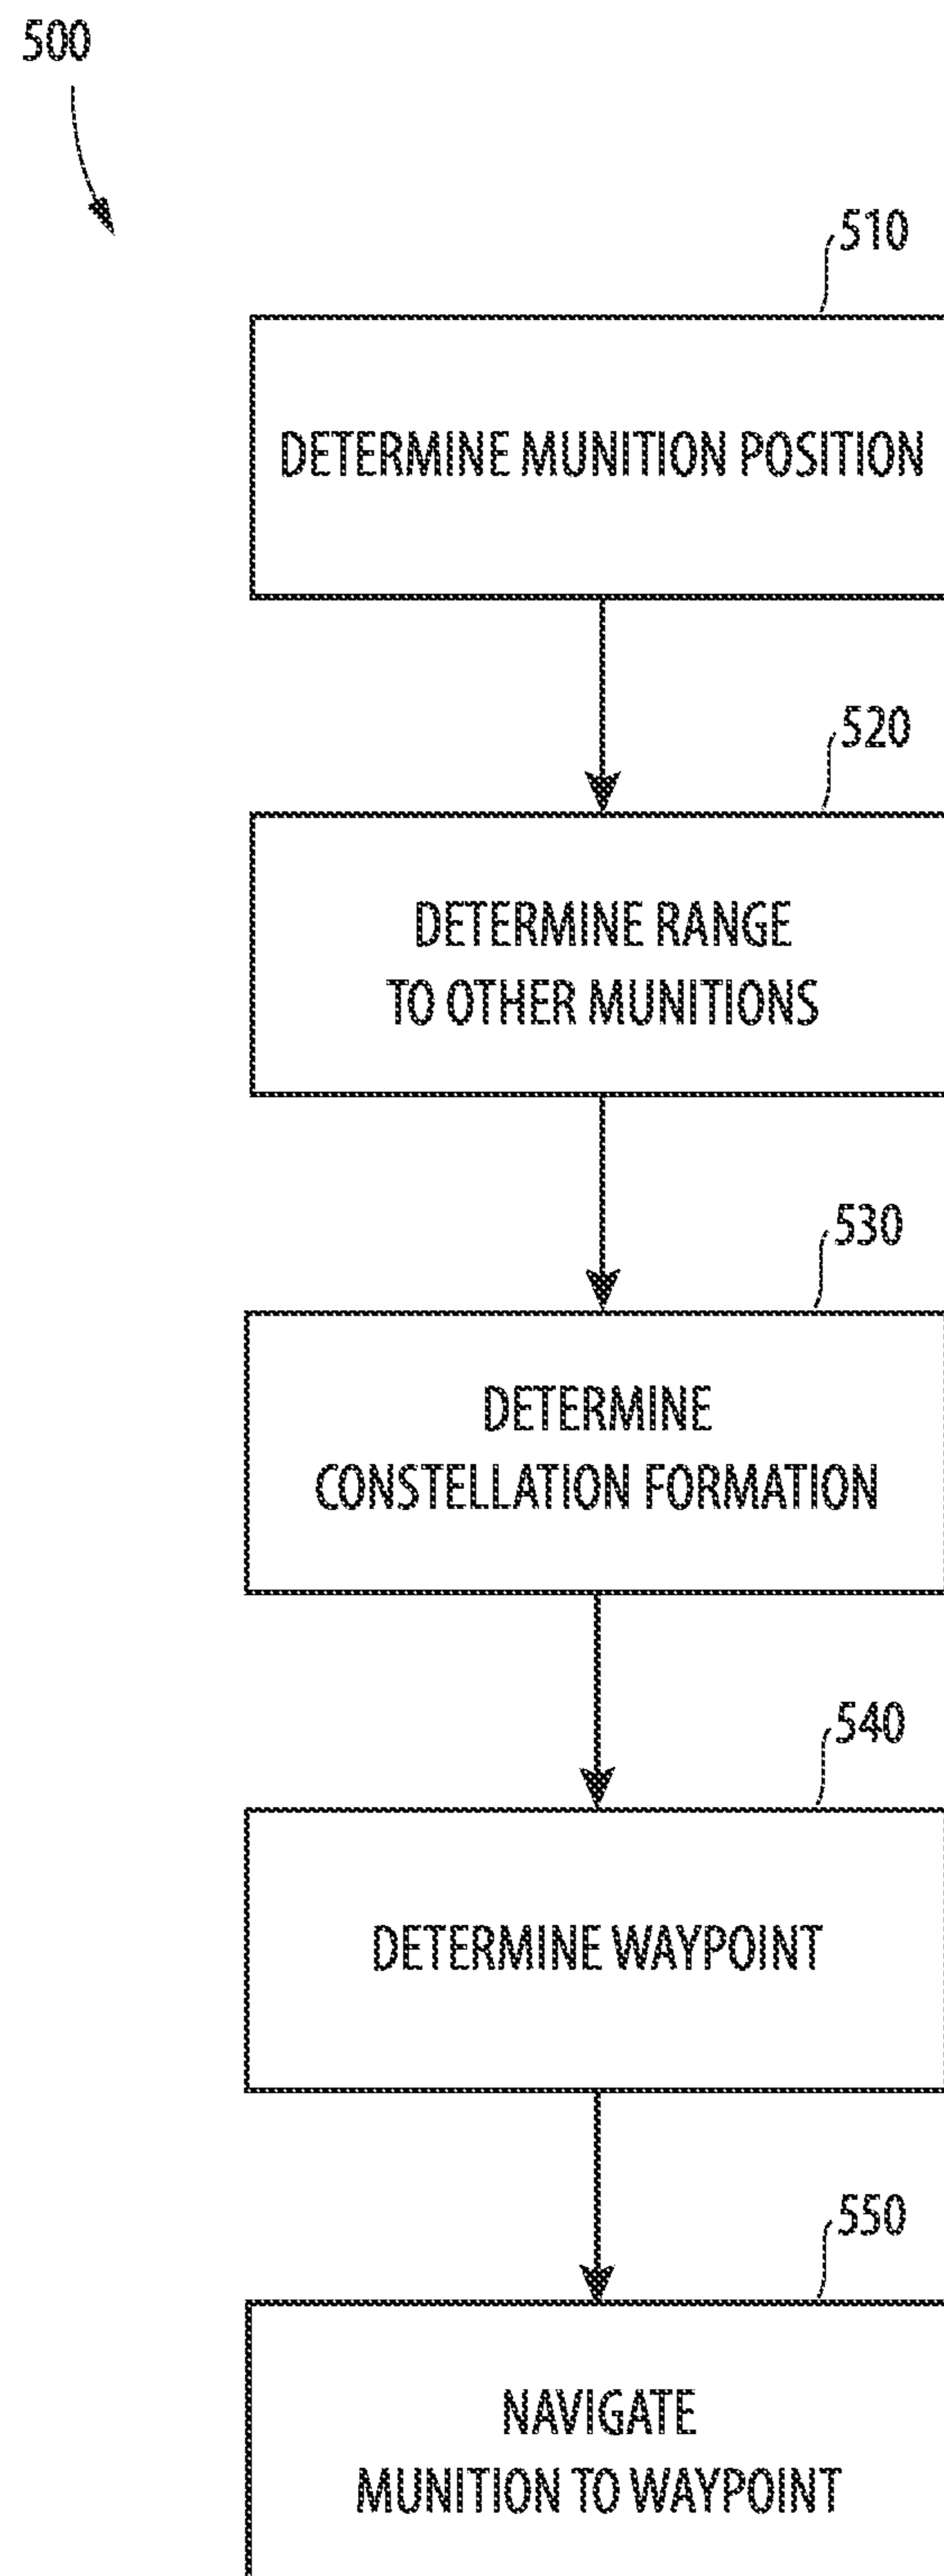 500
510
DETERMINE MUNITION POSITION
520
DETERMINE RANGE
TO OTHER MUNITIONS
530
DETERMINE
CONSTELLATION FORMATION
540
DETERMINE WAYPOINT
550
NAVIGATE
MUNITION TO WAYPOINT